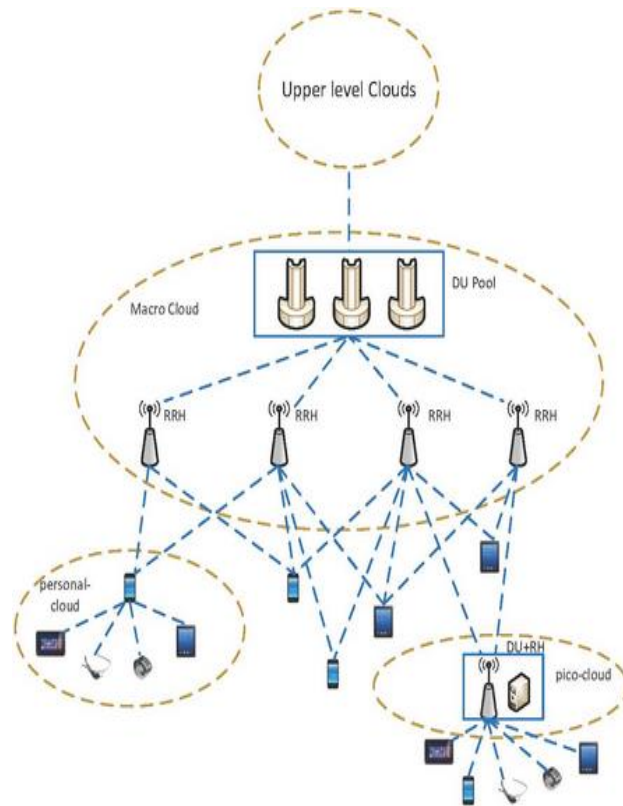 Upper level Clouds
DU Pool
Macro Cloud
RRH
RRH
RRH
RRH
personal-
cloud
DU+RH
pico-cloud